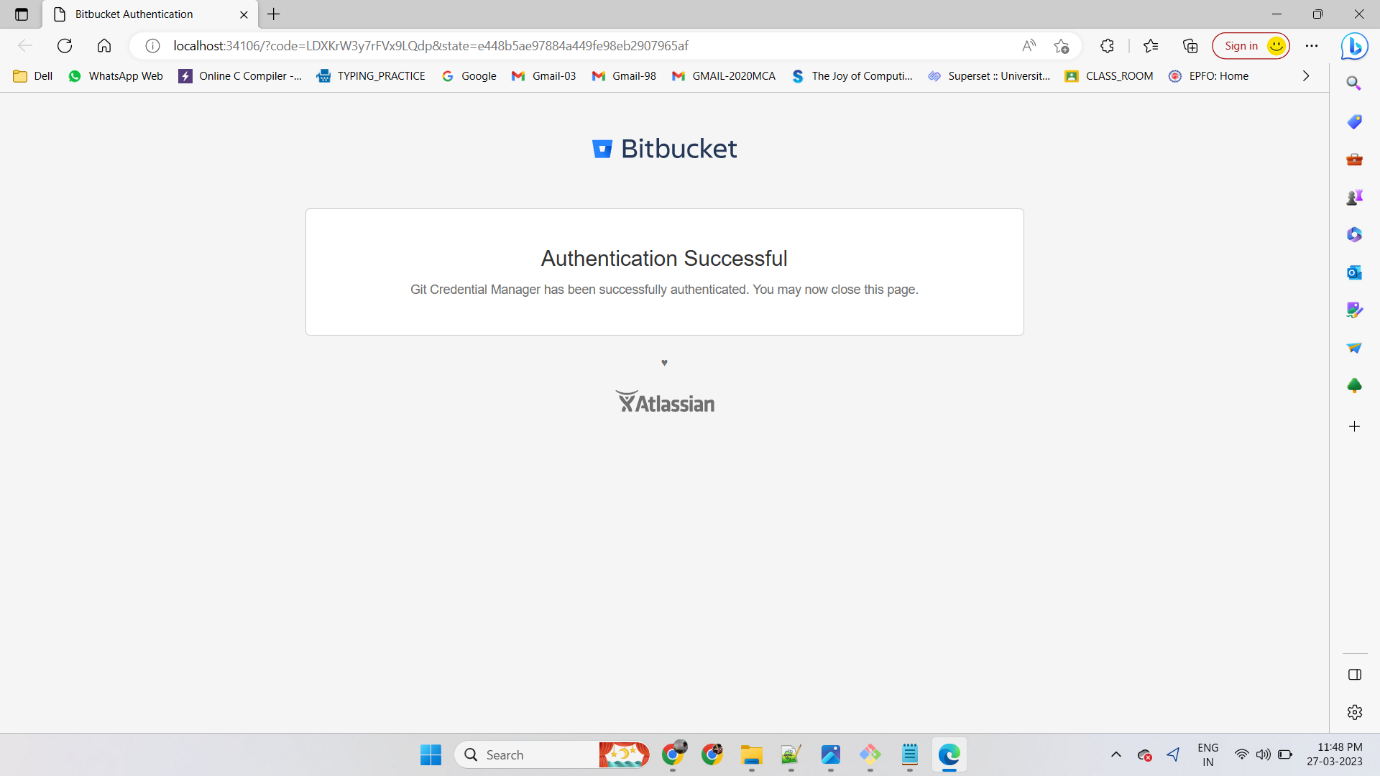 Bitbucket Authentication
localhost:34106/?code=LDXKrW3y7rFVx9LQdp&state=e448b5ae97884a449fe98eb2907965af
Sign in
Dell
WhatsApp Web
Online C Compiler -...
TYPING_PRACTICE
Google
Gmail-03
Gmail-98
GMAIL-2020MCA
The Joy of Computi...
Superset :: Universit...
CLASS_ROOM
EPFO: Home
Bitbucket
Authentication Successful
Git Credential Manager has been successfully authenticated. You may now close this page.
Atlassian
Search
ENG
IN
11:48 PM
27-03-2023